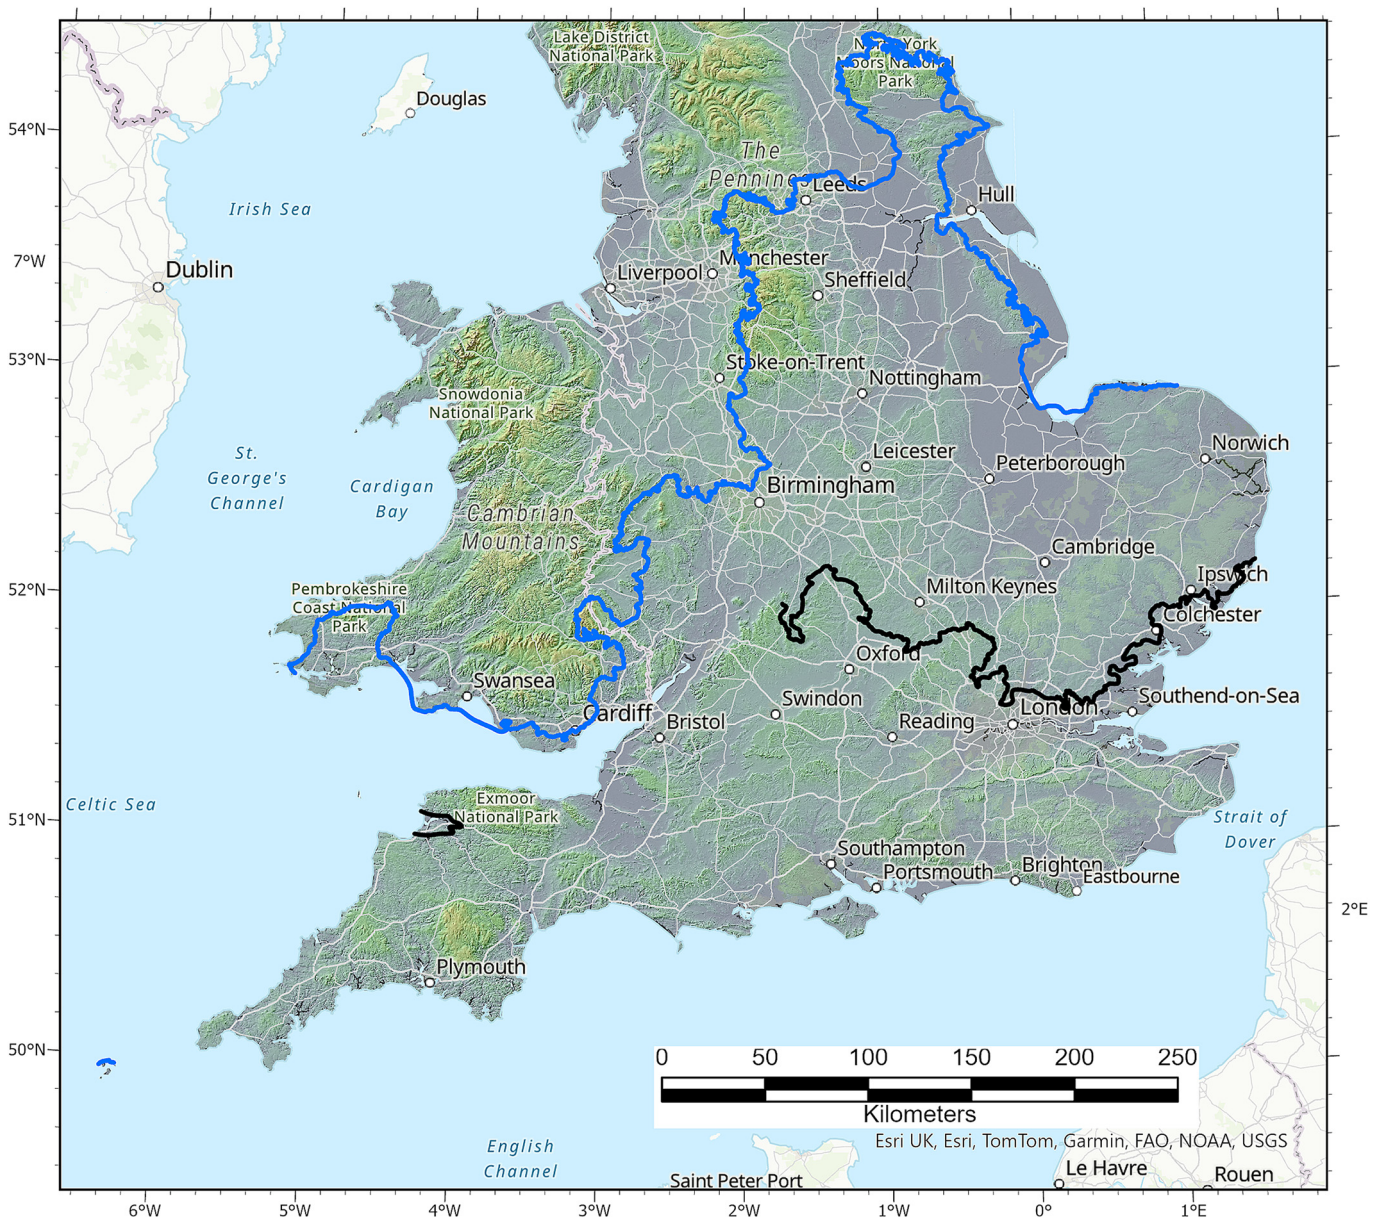 Lake District
National Park
North York
Moors National
Park
Douglas
54°N
The
Pennines
Leeds
Hull
Irish Sea
7°W
Dublin
Manchester
Liverpool
Sheffield
53°N
Stoke-on-Trent
Nottingham
Snowdonia
National Park
Norwich
Leicester
Peterborough
St.
George's
Channel
Cardigan
Bay
Birmingham
Cambrian
Mountains
Cambridge
52°N
Pembrokeshire
Coast National
Park
Milton Keynes
Ipswich
Colchester
Oxford
Swansea
Swindon
Southend-on-Sea
London
Cardiff
Bristol
Reading
Celtic Sea
Exmoor
National Park
51°N
Strait of
Dover
Southampton
Portsmouth
Brighton
Eastbourne
2°E
Plymouth
50°N
0 50 100 150 200 250
Kilometers
Esri UK, Esri, TomTom, Garmin, FAO, NOAA, USGS
English
Channel
Saint Peter Port
Le Havre
Rouen
6°W 5°W 4°W 3°W 2°W 1°W 0° 1°E